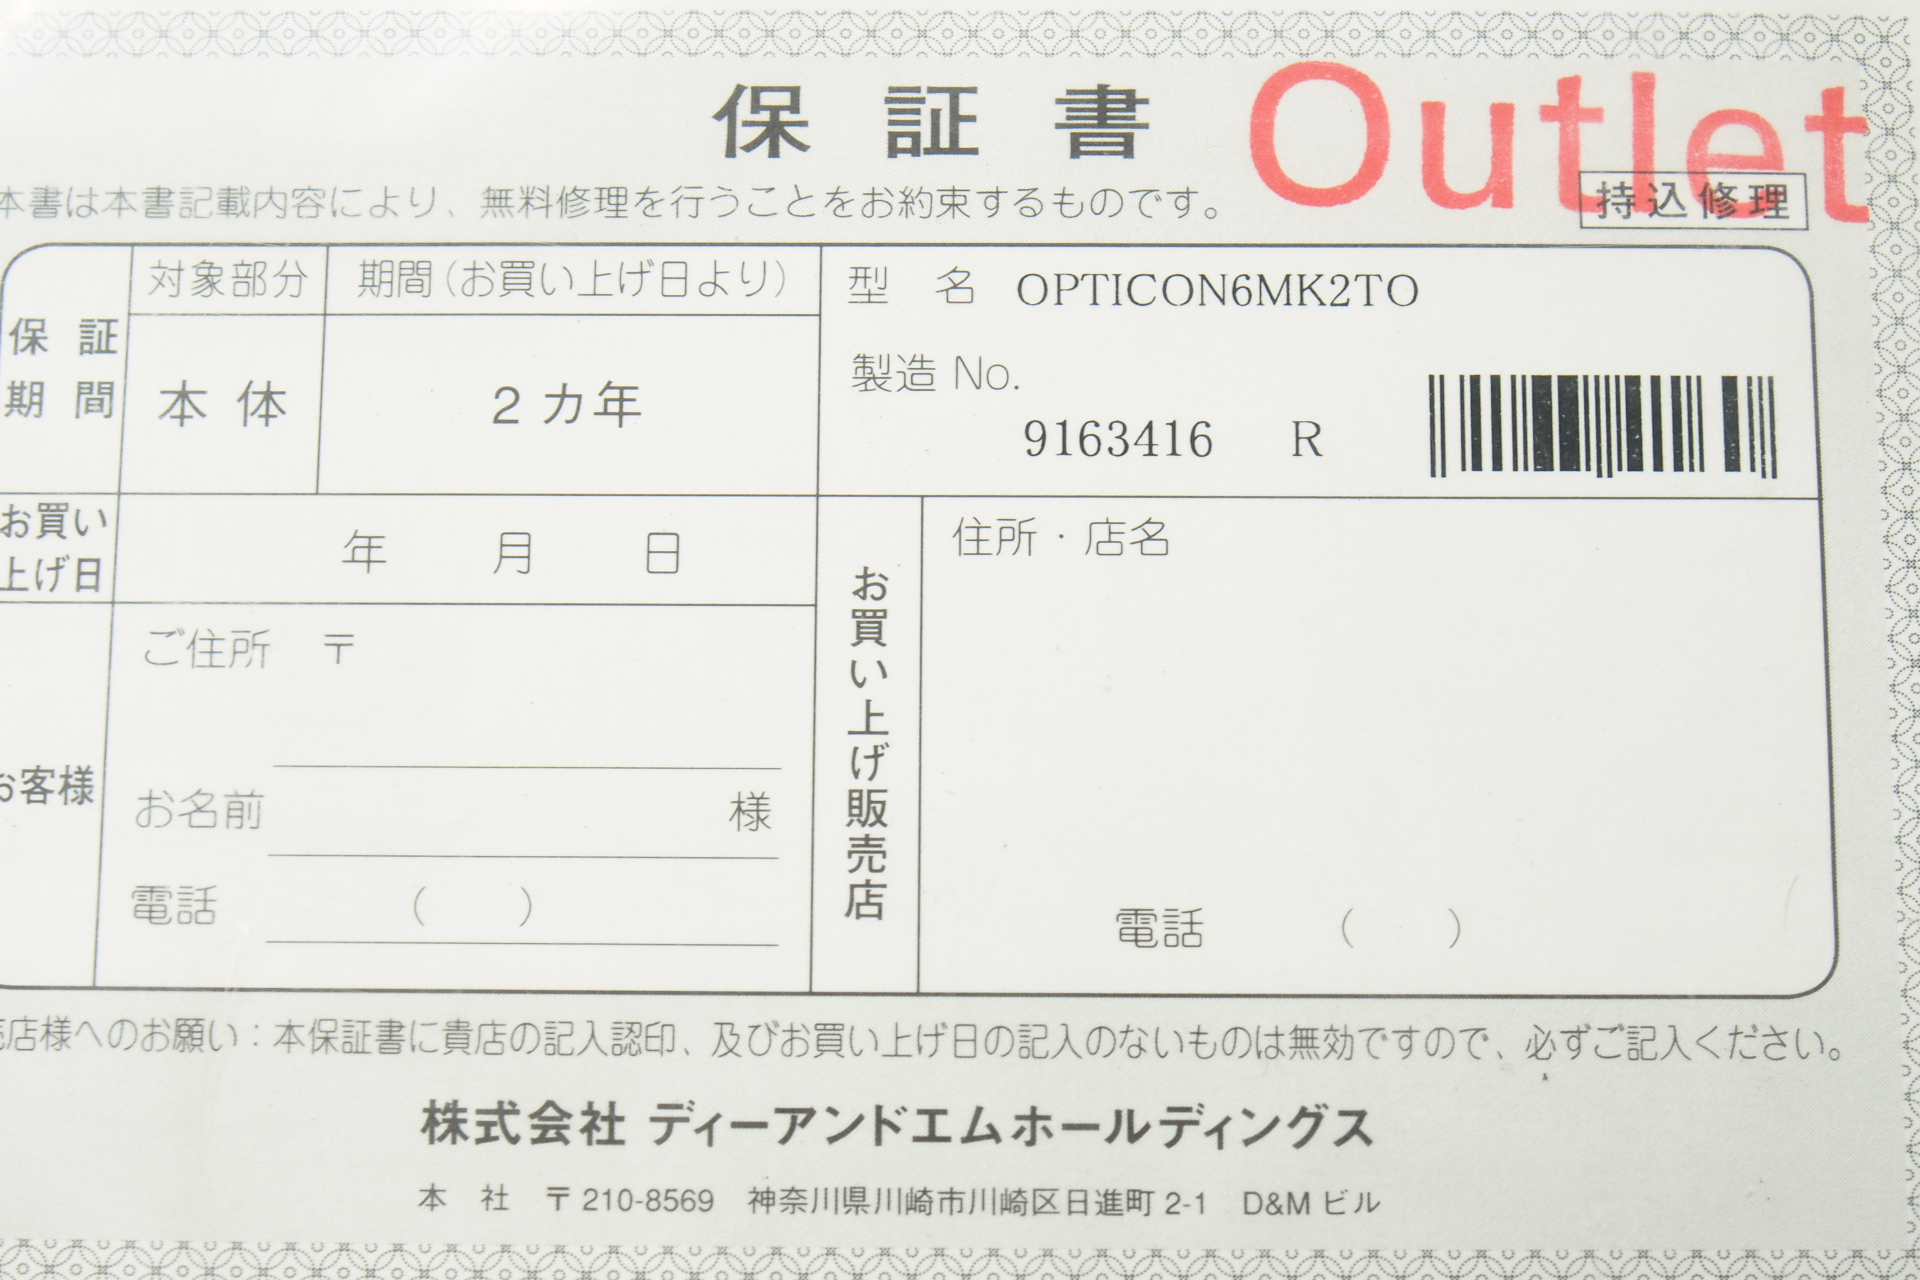 保証書
Outlet
本書は本書記載内容により、無料修理を行うことをお約束するものです。
持込修理
保証期間
対象部分
期間（お買い上げ日より）
本体
2カ年
型名 OPTICON6MK2TO
製造 No.
9163416 R
お買い上げ日
年 月 日
お客様
ご住所 〒
お名前 様
電話 （ ）
お買い上げ販売店
住所・店名
電話 （ ）
店様へのお願い：本保証書に貴店の記入認印、及びお買い上げ日の記入のないものは無効ですので、必ずご記入ください。
株式会社 ディーアンドエムホールディングス
本社 〒210-8569 神奈川県川崎市川崎区日進町 2-1 D&M ビル